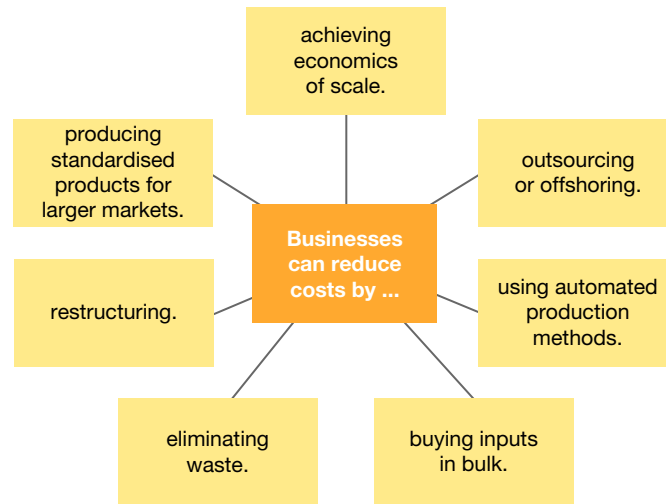 achieving
economics
of scale.
producing
standardised
products for
larger markets.
outsourcing
or offshoring.
Businesses
can reduce
costs by ...
restructuring.
using automated
production
methods.
eliminating
waste.
buying inputs
in bulk.